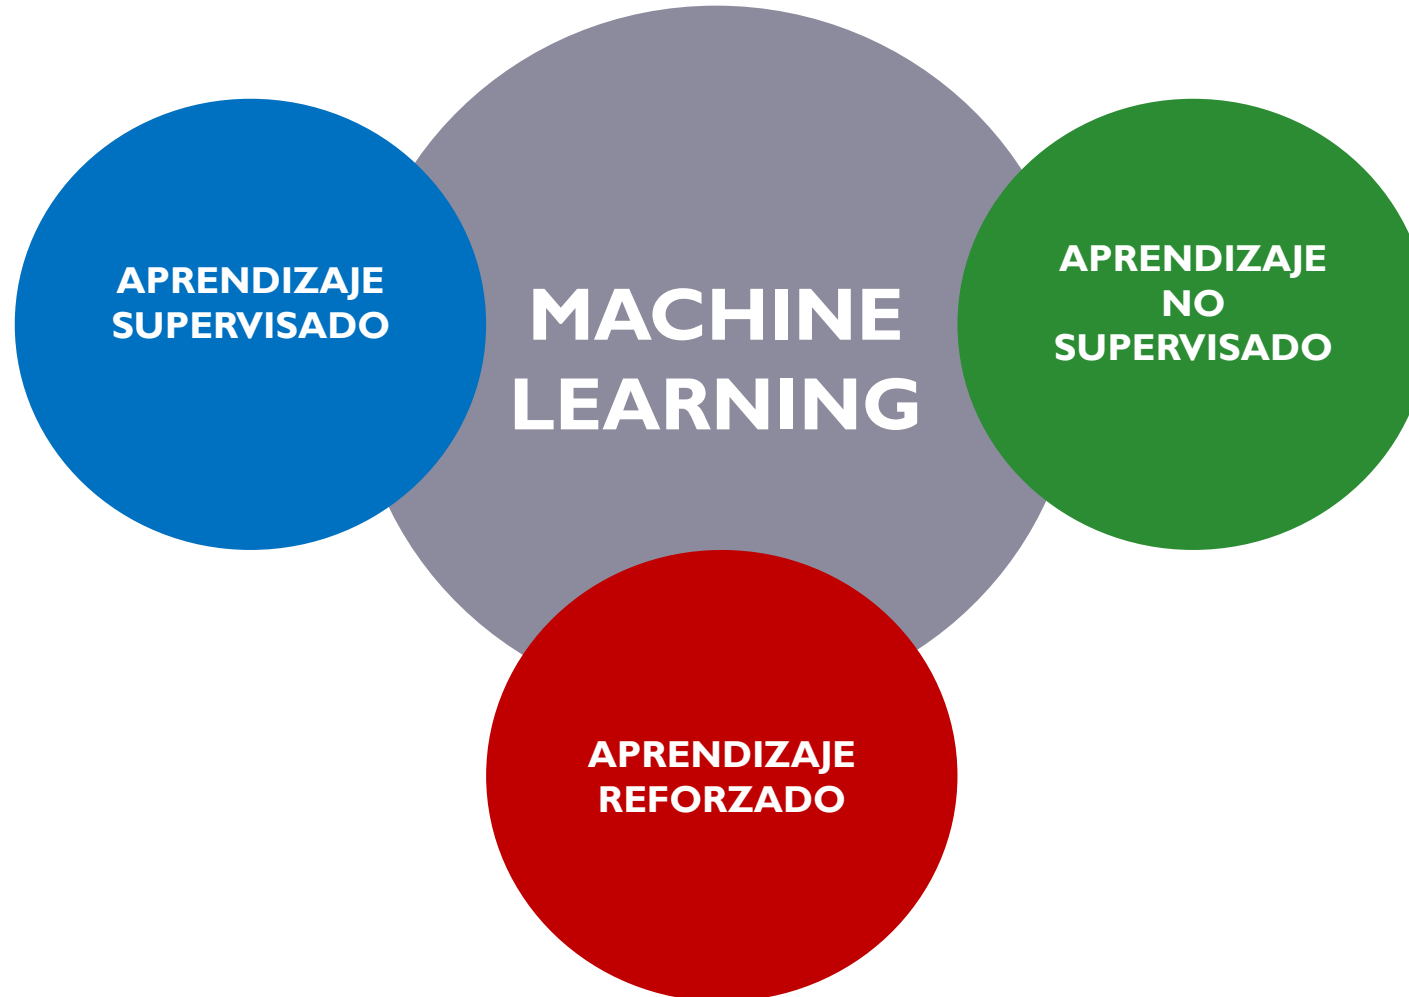 APRENDIZAJE
SUPERVISADO
MACHINE
LEARNING
APRENDIZAJE
NO
SUPERVISADO
APRENDIZAJE
REFORZADO